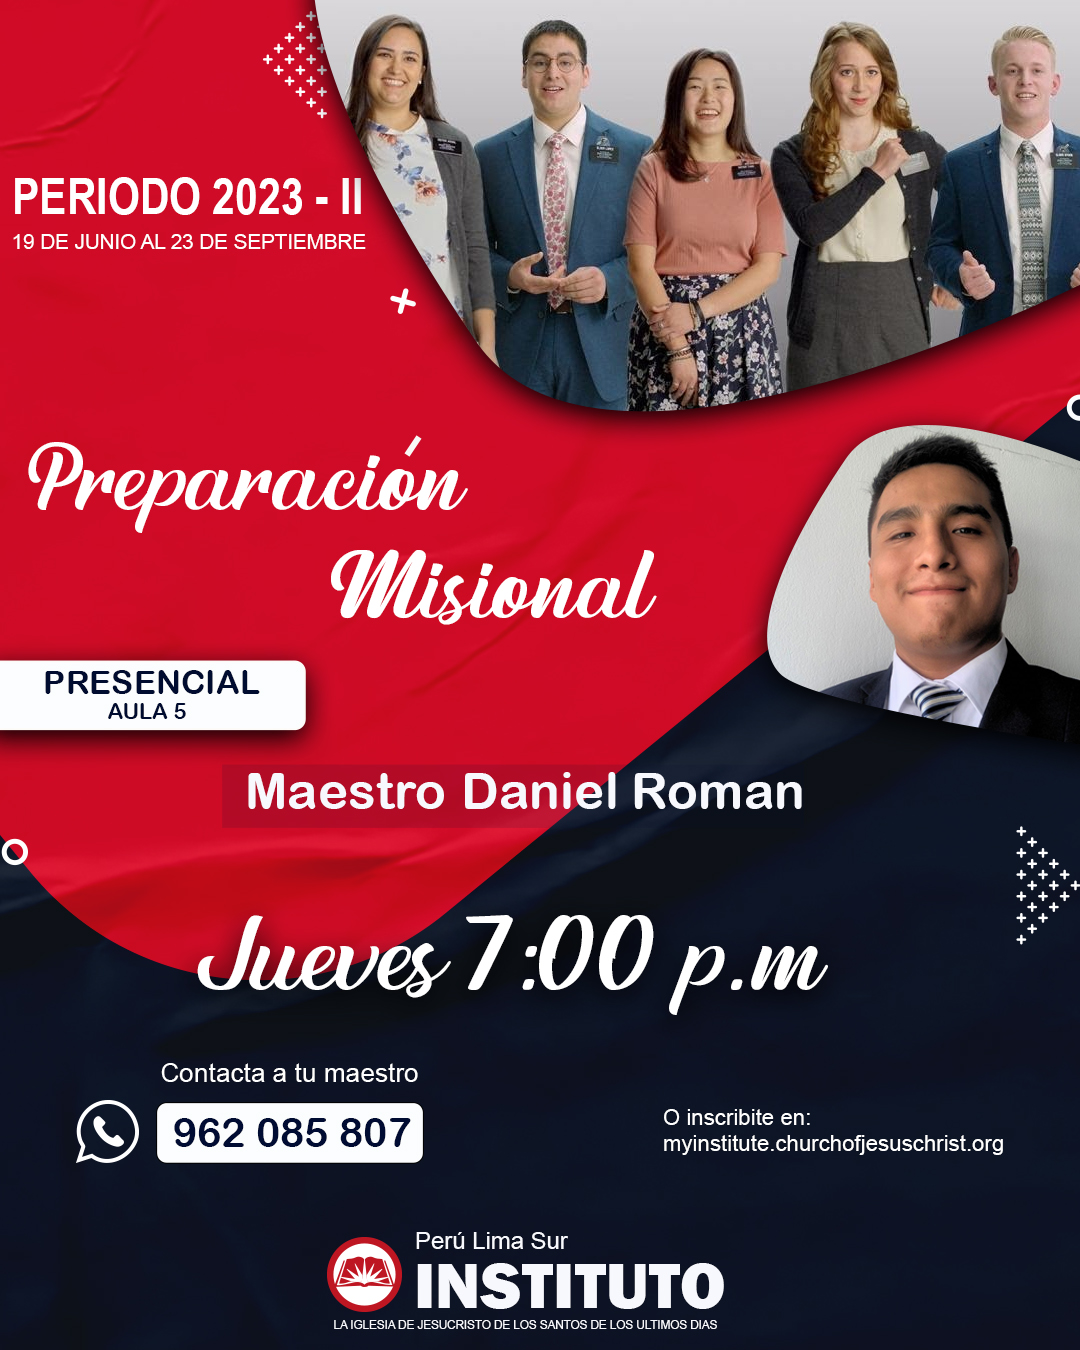 PERIODO 2023 - II
19 DE JUNIO AL 23 DE SEPTIEMBRE
Preparación
Misional
PRESENCIAL
AULA 5
Maestro Daniel Roman
Jueves 7:00 p.m
Contacta a tu maestro
962 085 807
O inscribite en:
myinstitute.churchofjesuschrist.org
Perú Lima Sur
INSTITUTO
LA IGLESIA DE JESUCRISTO DE LOS SANTOS DE LOS ULTIMOS DIAS